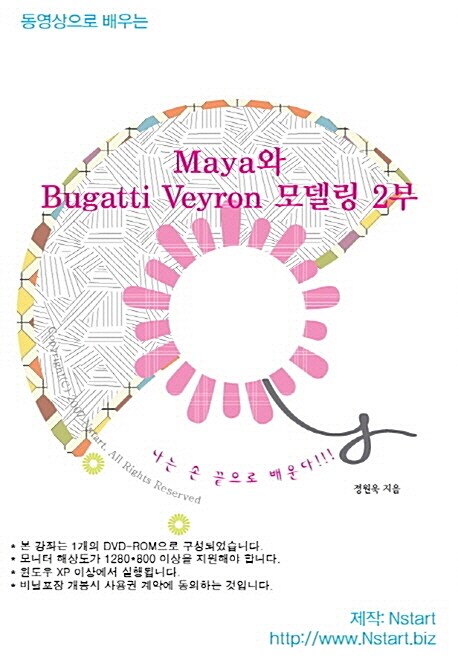 동영상으로 배우는
Maya와
Bugatti Veyron 모델링 2부
Copyright(c) 2007 Nstart, All Rights Reserved
나는 손 끝으로 배운다!!!
정원욱 지음
* 본 강좌는 1개의 DVD-ROM으로 구성되었습니다.
* 모니터 해상도가 1280*800 이상을 지원해야 합니다.
* 윈도우 XP 이상에서 실행됩니다.
* 비닐포장 개봉시 사용권 계약에 동의하는 것입니다.
제작: Nstart
http://www.Nstart.biz